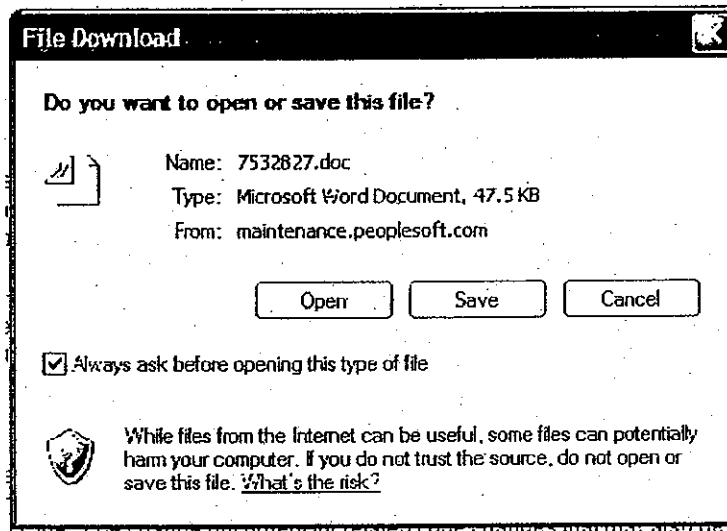 File Download
Do you want to open or save this file?
Name: 7532827.doc
Type: Microsoft Word Document, 47.5 KB
From: maintenance.peoplesoft.com
Open Save Cancel
Always ask before opening this type of file
While files from the Internet can be useful, some files can potentially
harm your computer. If you do not trust the source, do not open or
save this file. What's the risk?